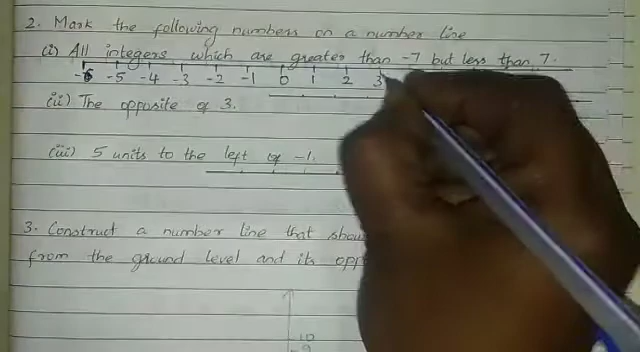 2. Mark the following numbers on a number line
(i) All integers which are greater than -7 but less than 7.
-6 -5 -4 -3 -2 -1 0 1 2 3
(ii) The opposite of 3.
(iii) 5 units to the left of -1.
3. Construct a number line that
from the ground level and its
10
9